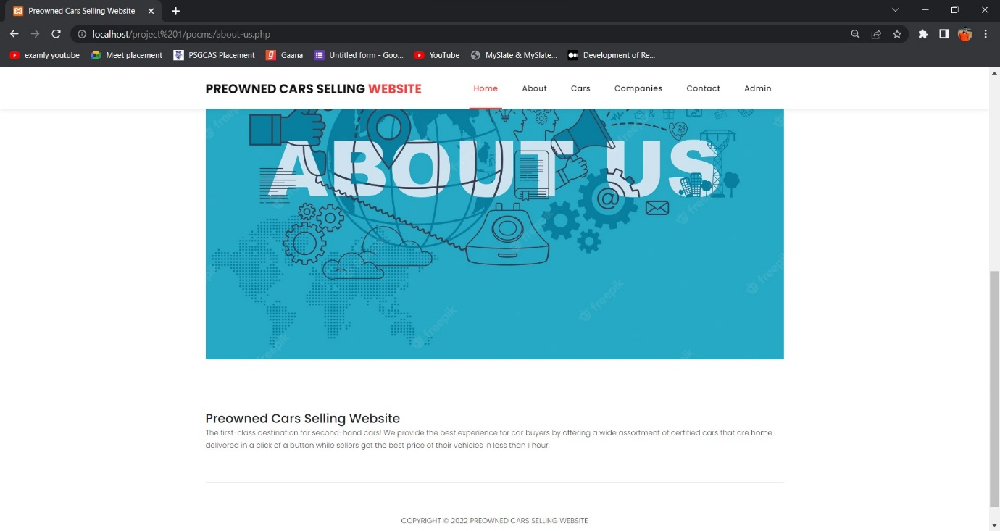 Preowned Cars Selling Website
localhost/project%201/pocms/about-us.php
examly youtube Meet placement PSGCAS Placement Gaana Untitled form - Goo... YouTube MySlate & MySlate... Development of Re...
PREOWNED CARS SELLING WEBSITE Home About Cars Companies Contact Admin
24
ABOUT US
@
freepik
freepik
freepik
Preowned Cars Selling Website
The first-class destination for second-hand cars! We provide the best experience for car buyers by offering a wide assortment of certified cars that are home
delivered in a click of a button while sellers get the best price of their vehicles in less than 1 hour.
COPYRIGHT © 2022 PREOWNED CARS SELLING WEBSITE